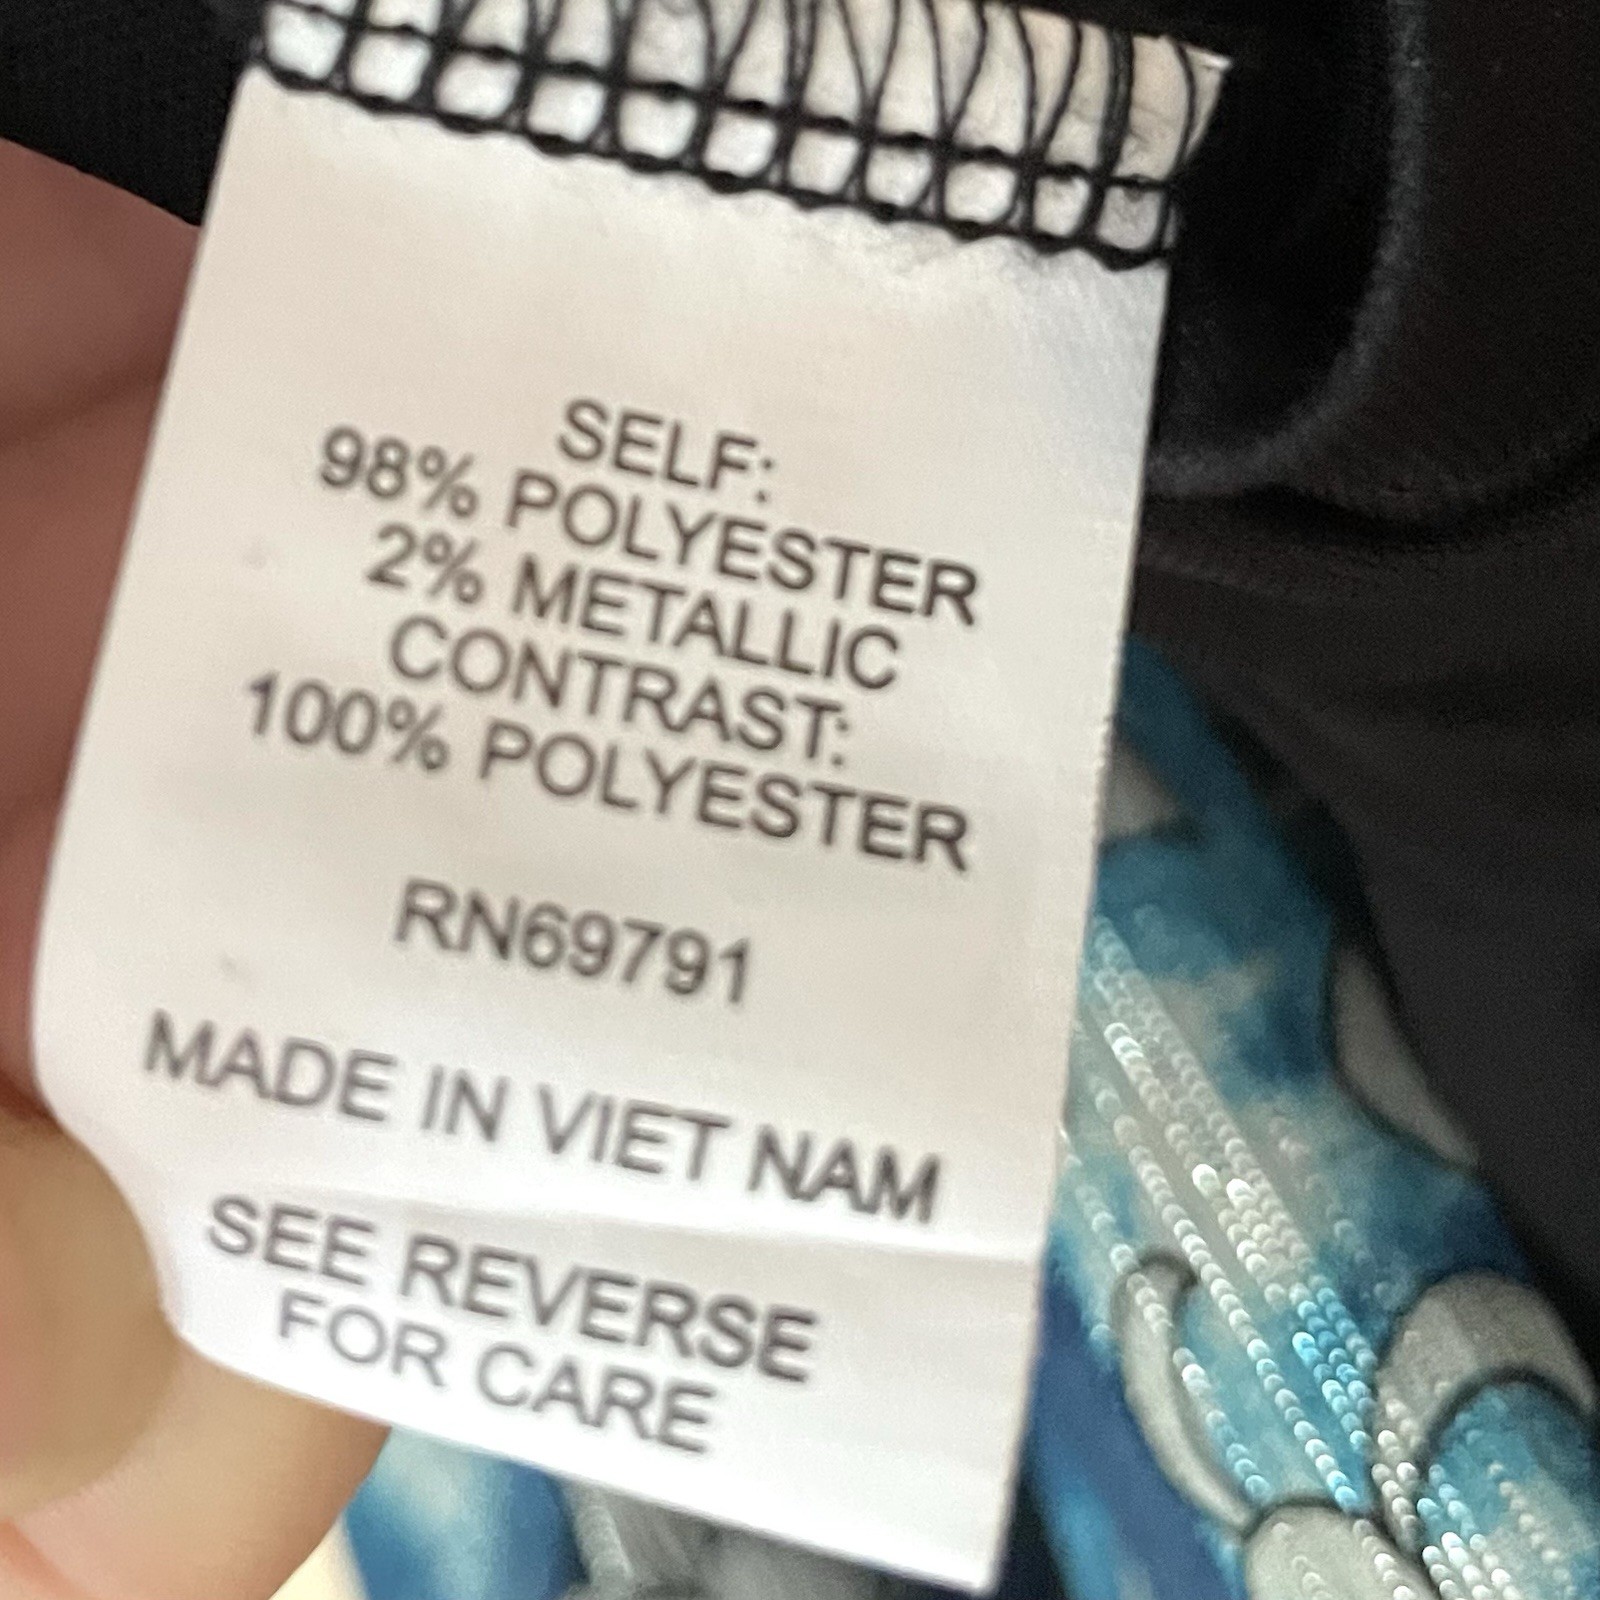 SELF:
98% POLYESTER
2% METALLIC
CONTRAST:
100% POLYESTER
RN69791
MADE IN VIET NAM
SEE REVERSE
FOR CARE